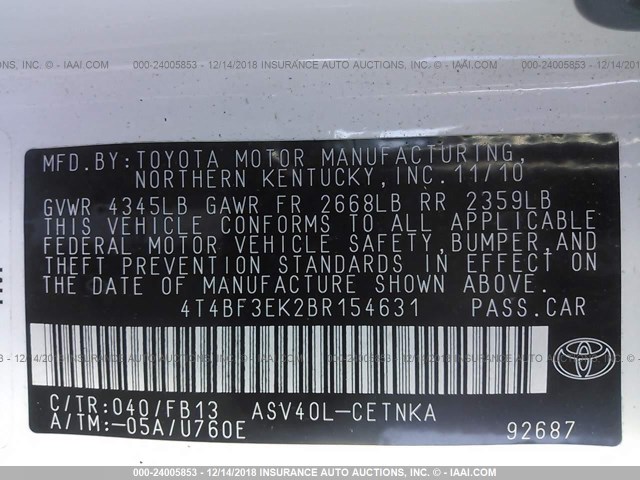 000-24005853 - 12/14/2018 - INSURANCE AUTO AUCTIONS, INC. - IAAI.COM
MFD.BY:TOYOTA MOTOR MANUFACTURING,
NORTHERN KENTUCKY, INC. 11/10
GVWR 4345LB GAWR FR 2668LB RR 2359LB
THIS VEHICLE CONFORMS TO ALL APPLICABLE
FEDERAL MOTOR VEHICLE SAFETY, BUMPER, AND
THEFT PREVENTION STANDARDS IN EFFECT ON
THE DATE OF MANUFACTURE SHOWN ABOVE.
4T4BF3EK2BR154631 PASS.CAR
C/TR:040/FB13 ASV40L-CETNKA
A/TM:-05A/U760E 92687
TOYOTA
000-24005853 - 12/14/2018 - INSURANCE AUTO AUCTIONS, INC. - IAAI.COM